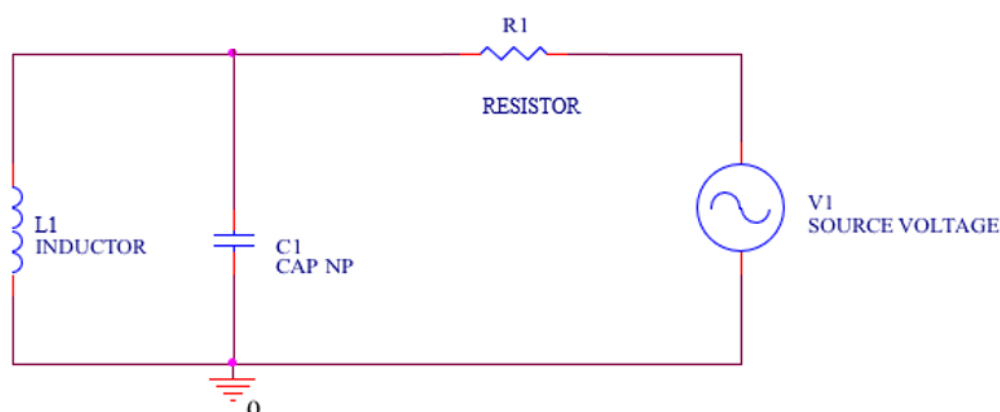 R1
RESISTOR
V1
SOURCE VOLTAGE
L1
INDUCTOR
C1
CAP NP
0